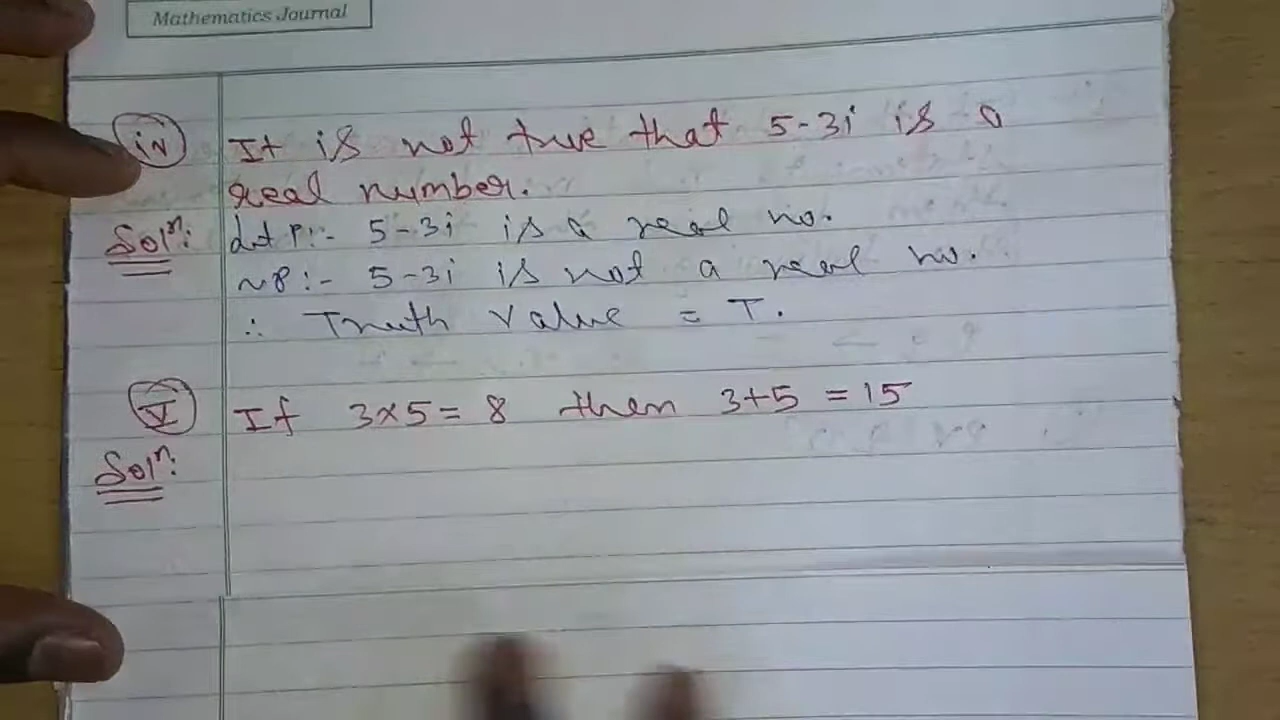 Mathematics Journal
(iv) It is not true that 5-3i is a
real number.
Solⁿ: Let P:- 5-3i is a real no.
~P:- 5-3i is not a real no.
∴ Truth Value = T.
(V) If 3×5 = 8 then 3+5 = 15
Solⁿ: